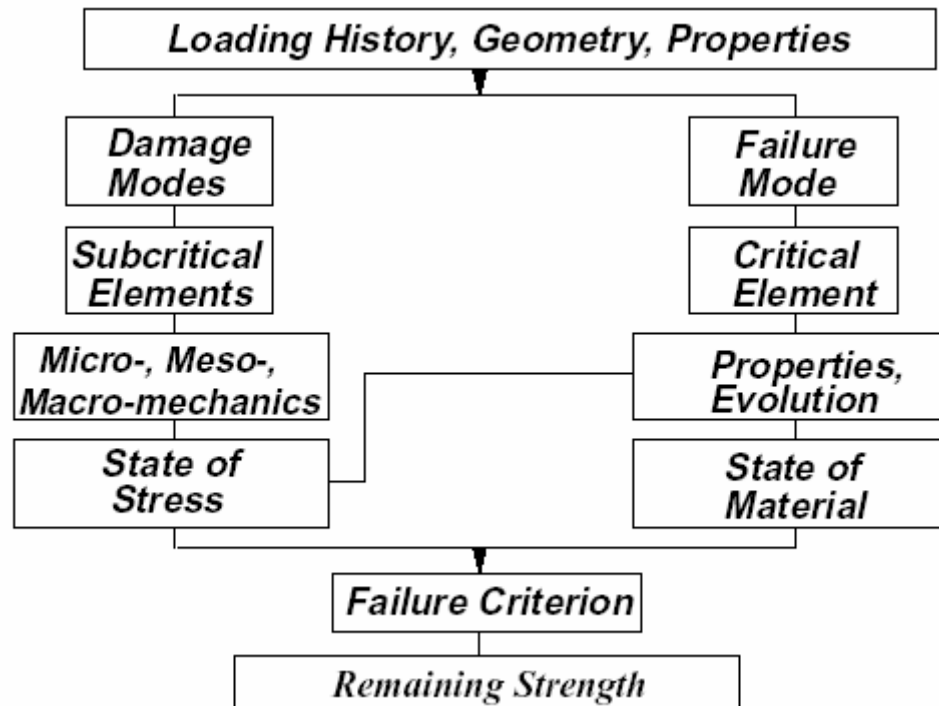 Loading History, Geometry, Properties
Damage
Modes
Failure
Mode
Subcritical
Elements
Critical
Element
Micro-, Meso-,
Macro-mechanics
Properties,
Evolution
State of
Stress
State of
Material
Failure Criterion
Remaining Strength